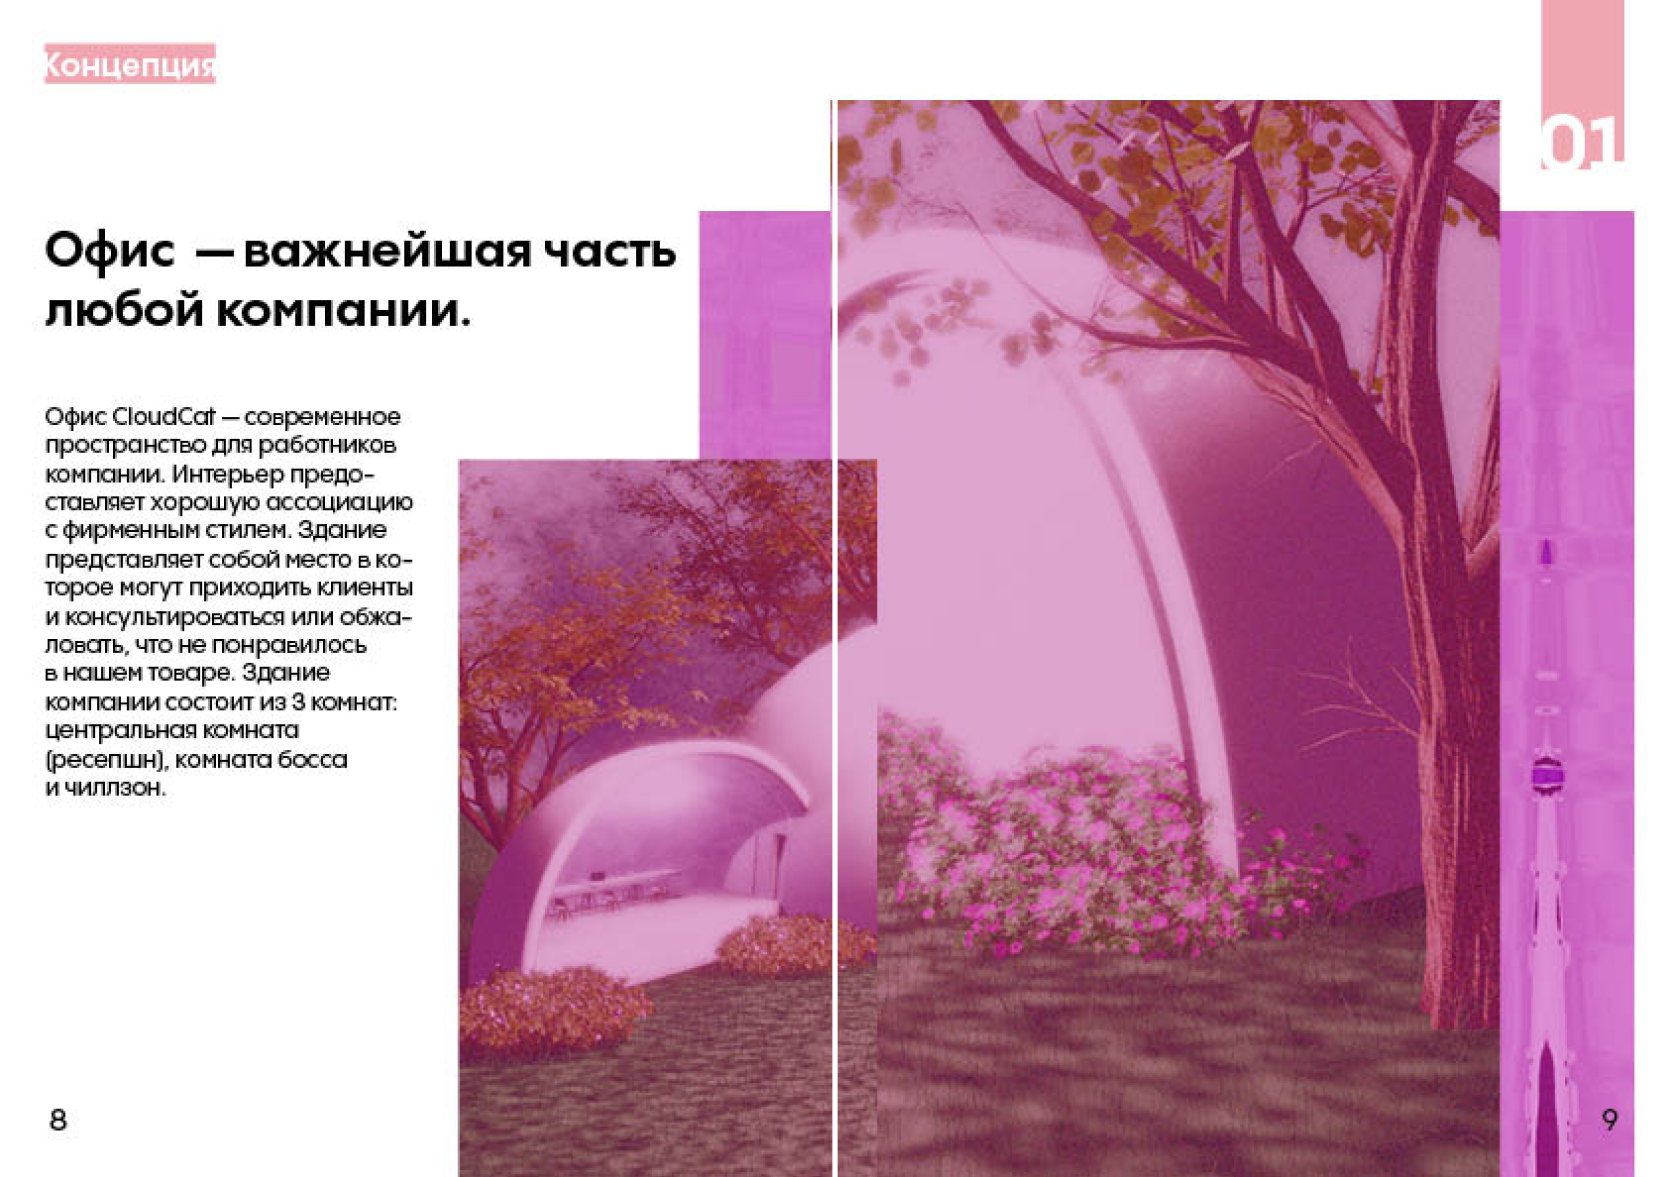 Концепция
01
Офис — важнейшая часть
любой компании.
Офис CloudCat — современное
пространство для работников
компании. Интерьер предо-
ставляет хорошую ассоциацию
с фирменным стилем. Здание
представляет собой место в ко-
торое могут приходить клиенты
и консультироваться или обжа-
ловать, что не понравилось
в нашем товаре. Здание
компании состоит из 3 комнат:
центральная комната
(ресепшн), комната босса
и чиллзон.
8
9